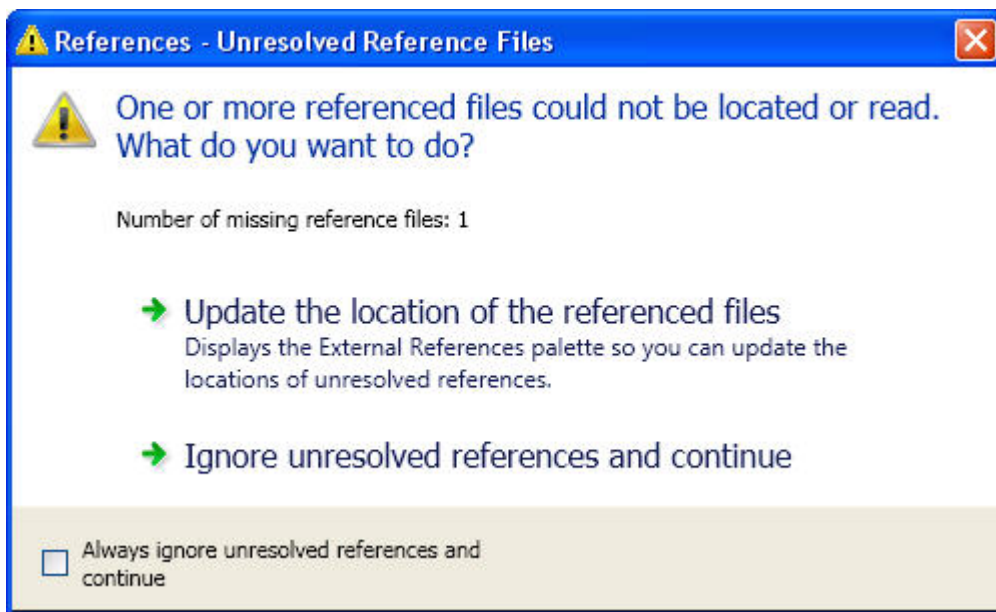 References - Unresolved Reference Files
One or more referenced files could not be located or read.
What do you want to do?
Number of missing reference files: 1
Update the location of the referenced files
Displays the External References palette so you can update the
locations of unresolved references.
Ignore unresolved references and continue
Always ignore unresolved references and
continue